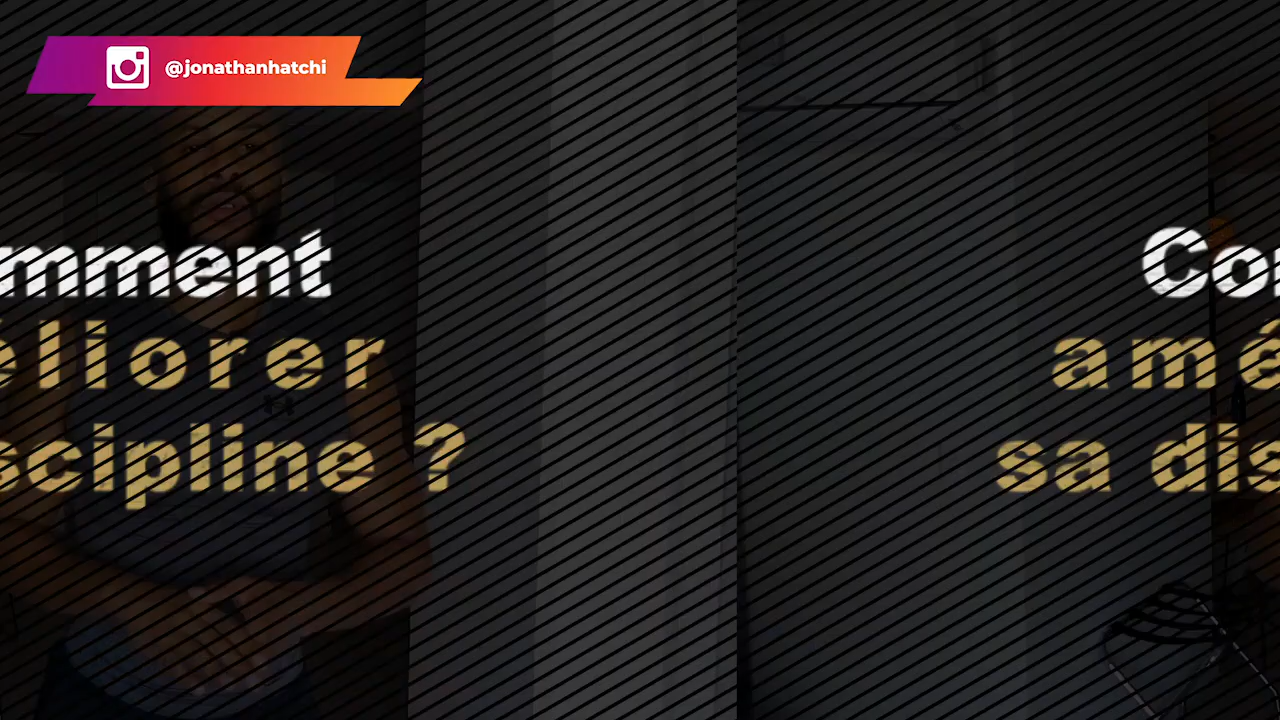 @jonathanhatchi
mment
éliorer
scipline ?
Co
amé
sa dis